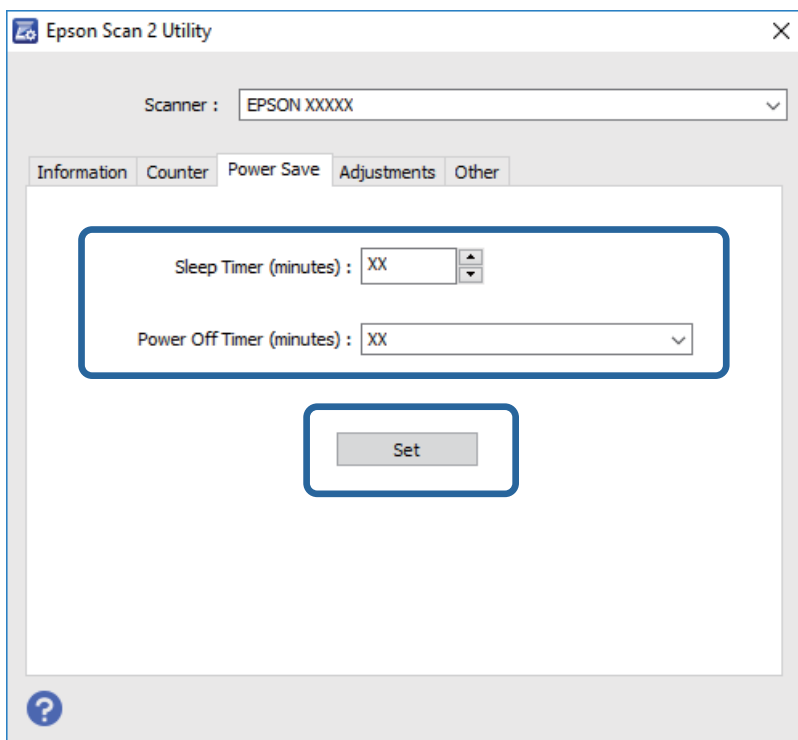 Epson Scan 2 Utility
Scanner : EPSON XXXXX
Information Counter Power Save Adjustments Other
Sleep Timer (minutes) : XX
Power Off Timer (minutes) : XX
Set
?